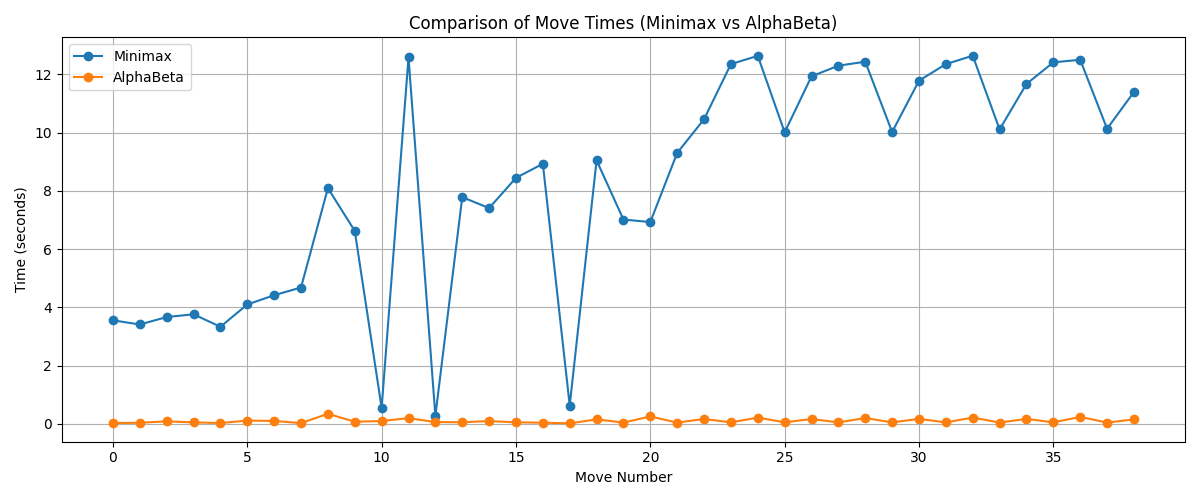 Comparison of Move Times (Minimax vs AlphaBeta)
Minimax
AlphaBeta
Time (seconds)
12
10
8
6
4
2
0
0 5 10 15 20 25 30 35
Move Number